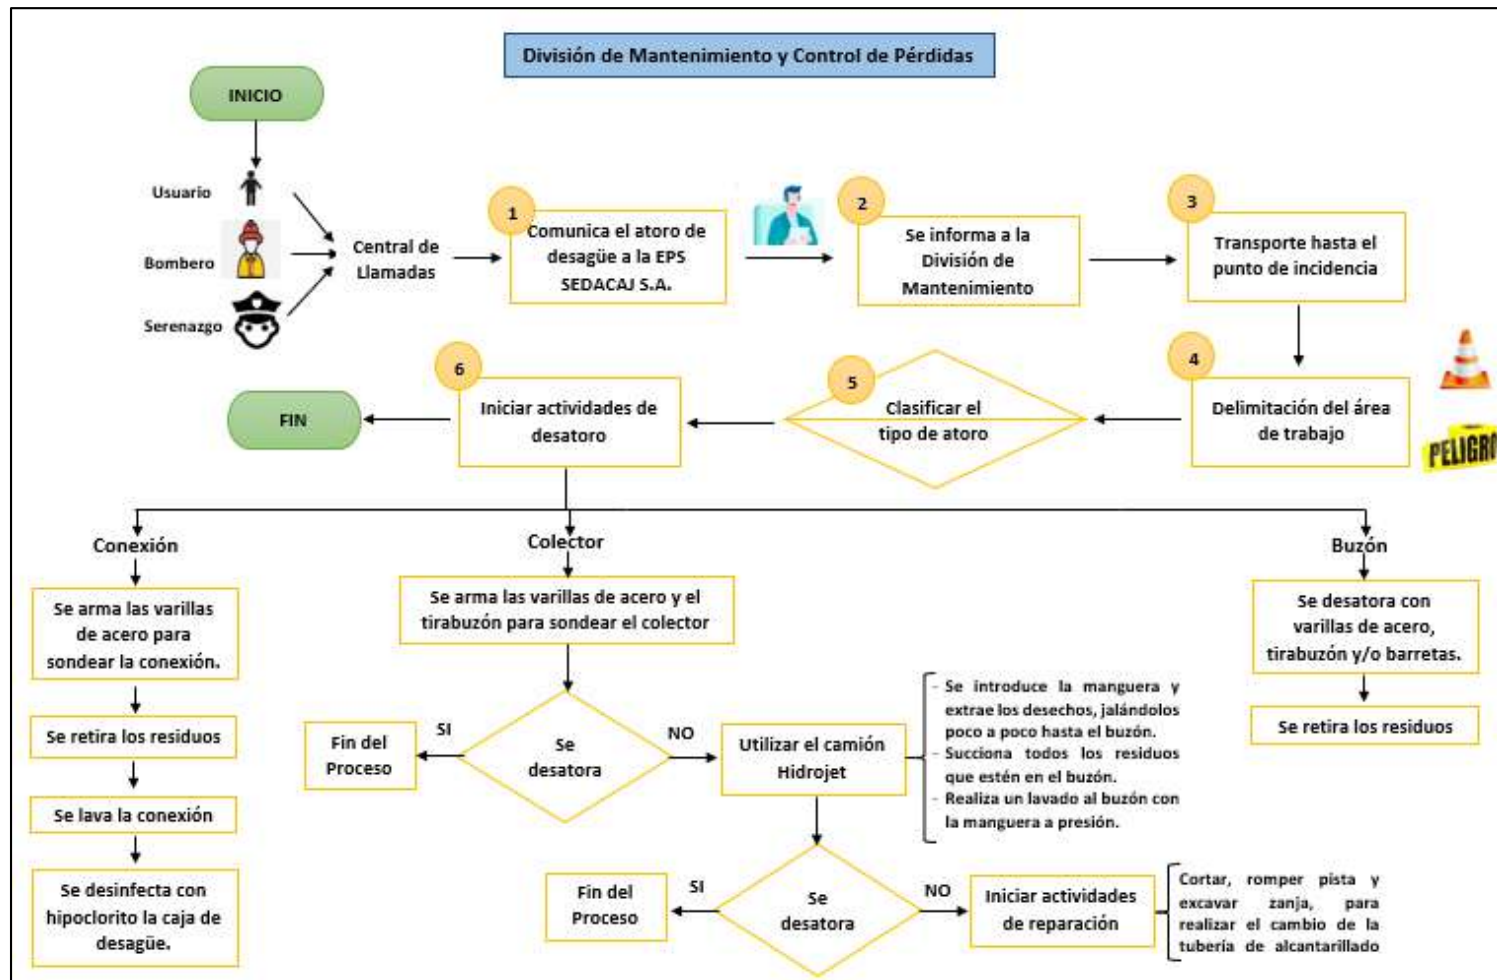 División de Mantenimiento y Control de Pérdidas
INICIO
Usuario
Bombero
Serenazgo
Central de
Llamadas
1
Comunica el atoro de
desagüe a la EPS
SEDACAJ S.A.
2
Se informa a la
División de
Mantenimiento
3
Transporte hasta el
punto de incidencia
4
Delimitación del área
de trabajo
PELIGRO
5
Clasificar el
tipo de atoro
6
Iniciar actividades de
desatoro
FIN
Conexión
Se arma las varillas
de acero para
sondear la conexión.
Se retira los residuos
Se lava la conexión
Se desinfecta con
hipoclorito la caja de
desagüe.
Colector
Se arma las varillas de acero y el
tirabuzón para sondear el colector
Se
desatora
SI
Fin del
Proceso
NO
Utilizar el camión
Hidrojet
- Se introduce la manguera y
extrae los desechos, jalándolos
poco a poco hasta el buzón.
- Succiona todos los residuos
que estén en el buzón.
- Realiza un lavado al buzón con
la manguera a presión.
Se
desatora
SI
Fin del
Proceso
NO
Iniciar actividades
de reparación
Cortar, romper pista y
excavar zanja, para
realizar el cambio de la
tubería de alcantarillado
Buzón
Se desatora con
varillas de acero,
tirabuzón y/o barretas.
Se retira los residuos